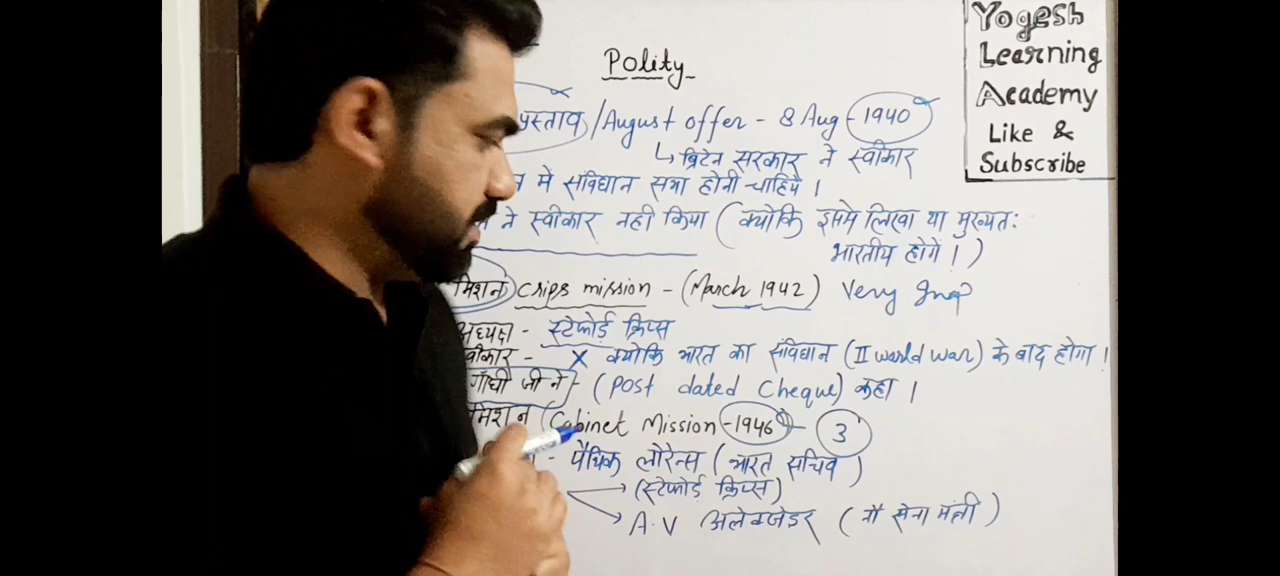 Polity
Yogesh
Learning
Academy
Like &
Subscribe
प्रस्ताव / August offer - 8 Aug - 1940
↳ ब्रिटेन सरकार ने स्वीकार
में संविधान सभा होनी चाहिये ।
ने स्वीकार नही किया ( क्योंकि इसमे लिखा था मुख्यतः
भारतीय होगें । )
मिशन crips mission - (March 1942) Very Imp
अध्यक्ष - स्टेफोर्ड क्रिप्स
स्वीकार - X क्योकि भारत का संविधान (II world war) के बाद होगा ।
गाँधी जी ने - (Post dated Cheque) कहा ।
मिशन (Cabinet Mission - 1946) - 3
- पैथिक लौरेन्स ( भारत सचिव )
→ (स्टेफोर्ड क्रिप्स)
→ A.V अलेक्जेंडर ( नौ सेना मंत्री )